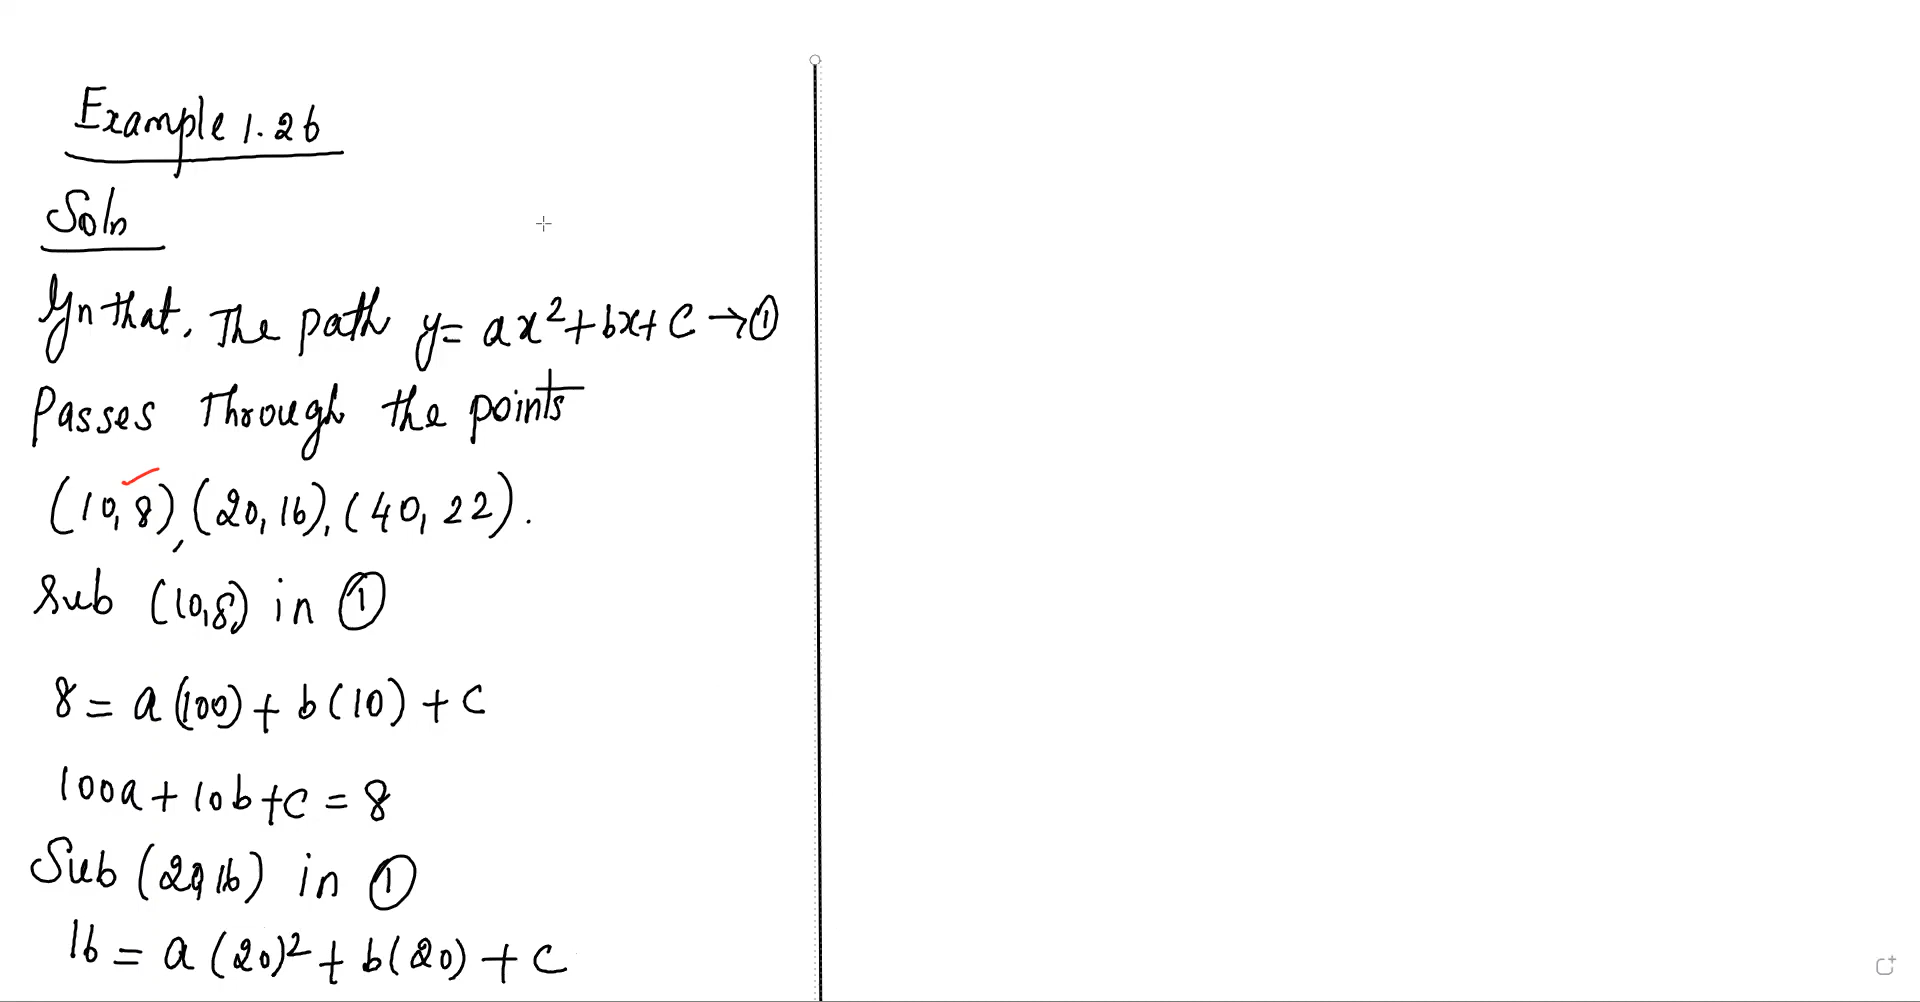 Example 1.26
Soln
Gn that, The path y = ax²+bx+c →①
Passes Through the points
(10,8), (20,16), (40,22).
Sub (10,8) in ①
8 = a(100) + b(10) + c
100a + 10b + c = 8
Sub (20,16) in ①
16 = a(20)² + b(20) + c